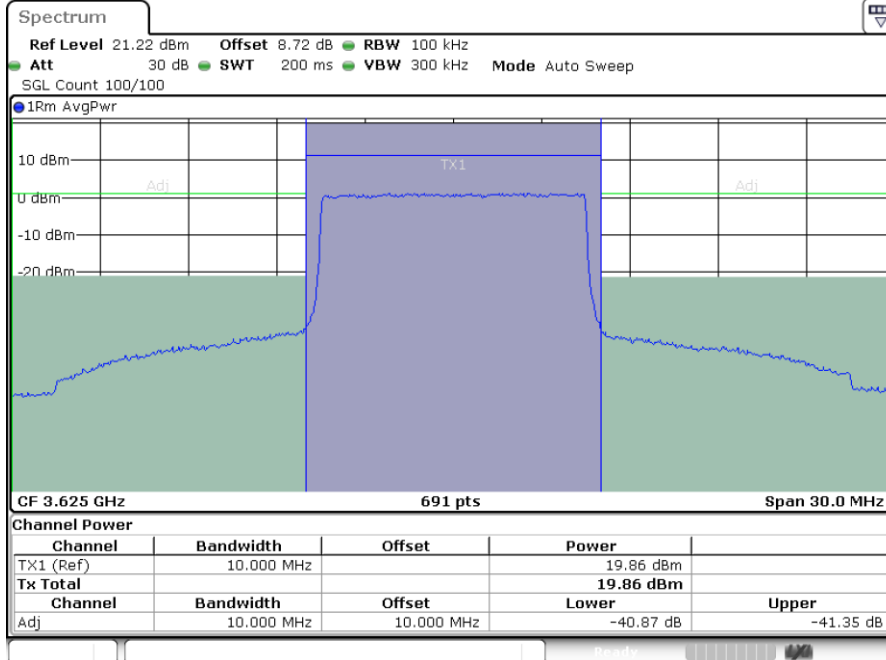 Spectrum
Ref Level 21.22 dBm Offset 8.72 dB RBW 100 kHz
Att 30 dB SWT 200 ms VBW 300 kHz Mode Auto Sweep
SGL Count 100/100
1Rm AvgPwr
10 dBm
TX1
Adj Adj
0 dBm
-10 dBm
-20 dBm
CF 3.625 GHz 691 pts Span 30.0 MHz
Channel Power
Channel Bandwidth Offset Power
TX1 (Ref) 10.000 MHz 19.86 dBm
Tx Total 19.86 dBm
Channel Bandwidth Offset Lower Upper
Adj 10.000 MHz 10.000 MHz -40.87 dB -41.35 dB
Ready